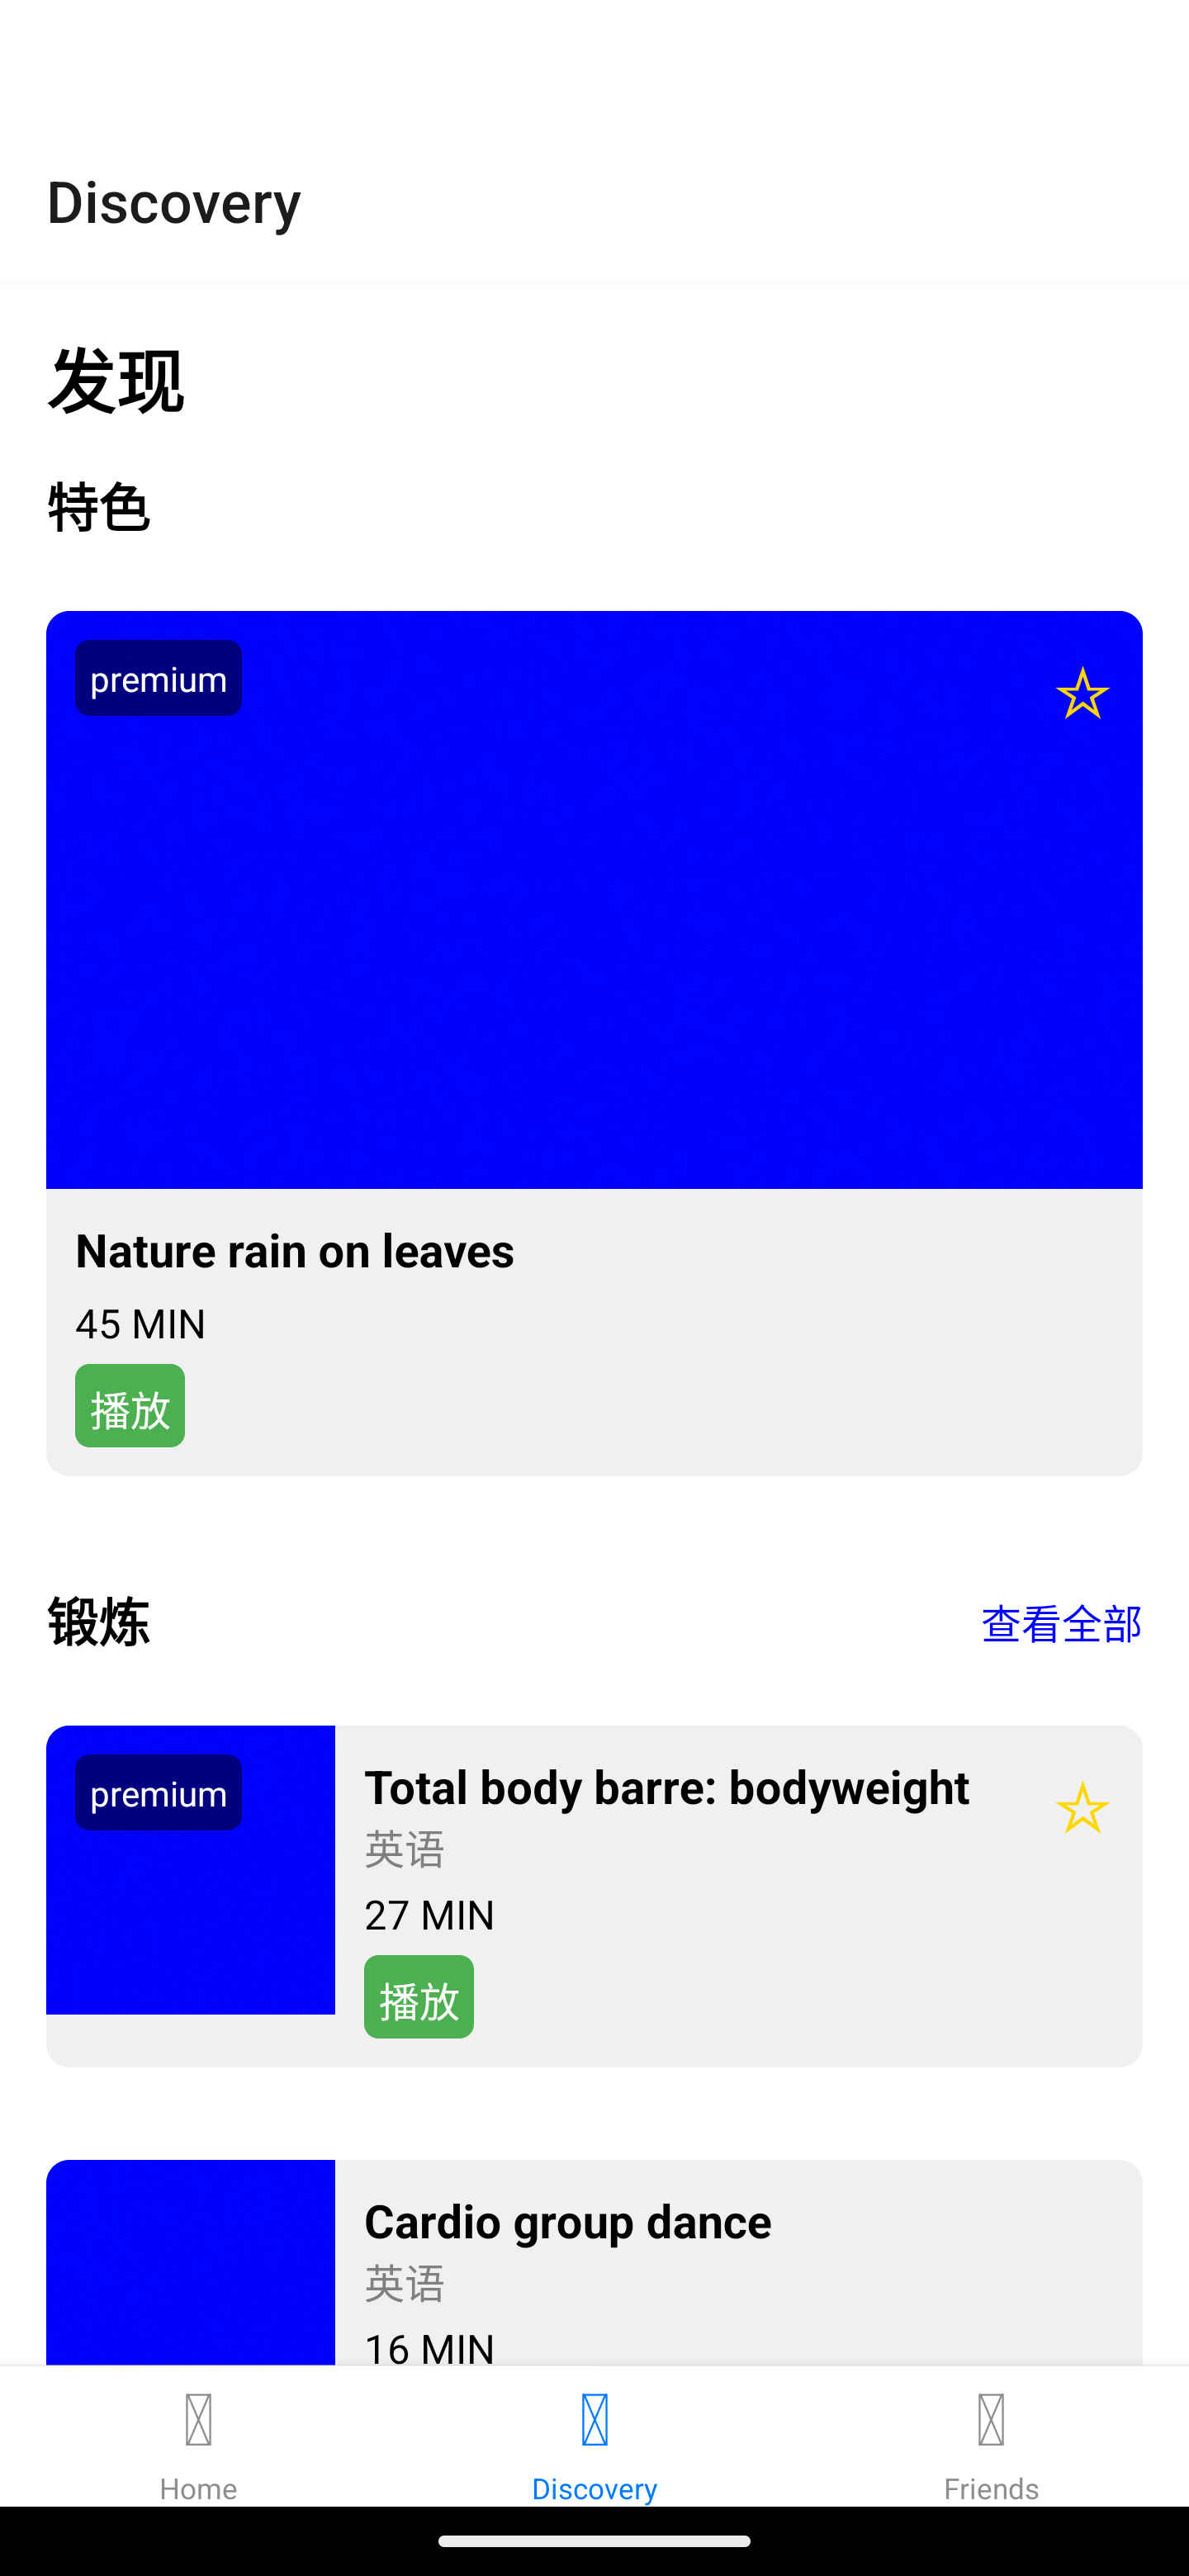 Discovery
发现
特色
premium
Nature rain on leaves
45 MIN
播放
锻炼
查看全部
premium
Total body barre: bodyweight
英语
27 MIN
播放
Cardio group dance
英语
16 MIN
Home
Discovery
Friends